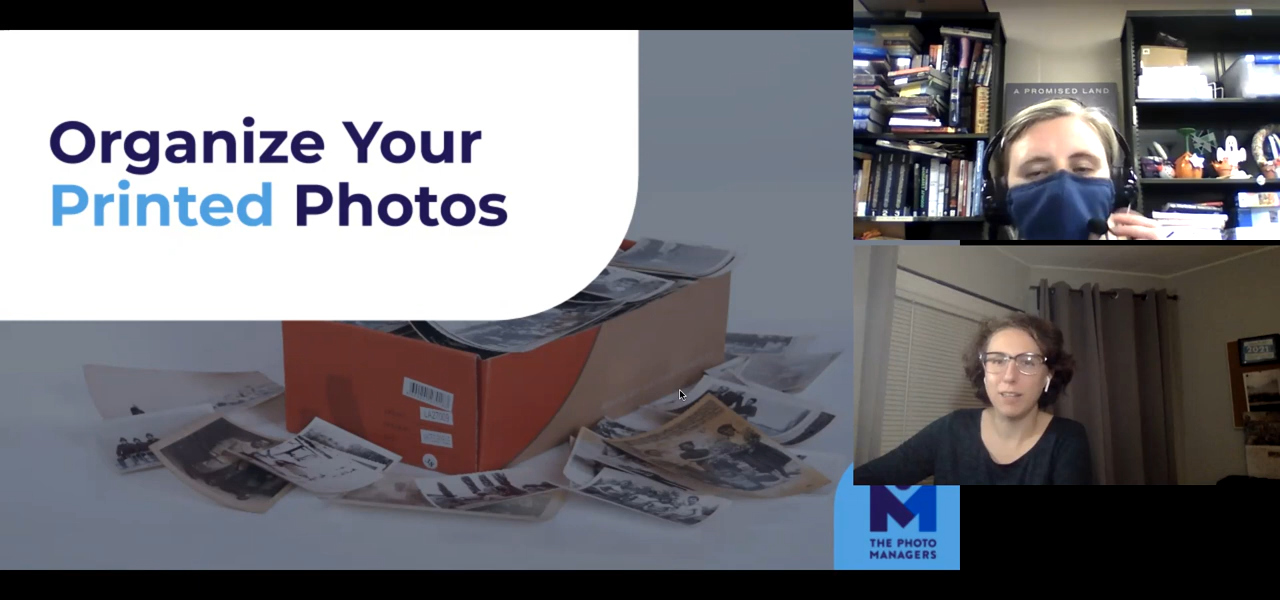 Organize Your
Printed Photos
A PROMISED LAND
2021
THE PHOTO
MANAGERS